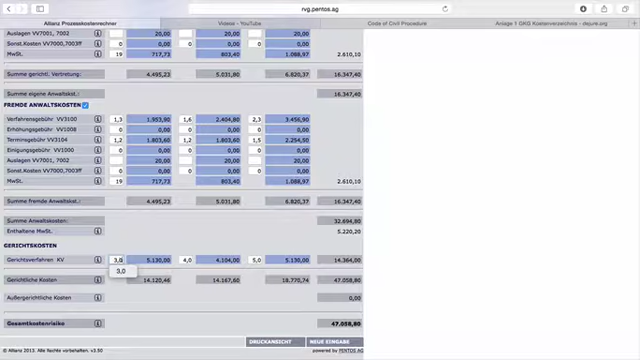 rvg.pentos.ag
Allianz Prozesskostenrechner
Videos - YouTube
Code of Civil Procedure
Anlage 1 GKG Kostenverzeichnis - dejure.org
Auslagen VV7001, 7002 i 20,00 20,00 20,00
Sonst.Kosten VV7000,7003ff i 0 0,00 0 0,00 0 0,00
MwSt. i 19 717,73 803,40 1.088,97 2.610,10
Summe gerichtl. Vertretung: i 4.495,23 5.031,80 6.820,37 16.347,40
Summe eigene Anwaltskst.: i 16.347,40
FREMDE ANWALTSKOSTEN
Verfahrensgebühr VV3100 i 1,3 1.953,90 1,6 2.404,80 2,3 3.456,90
Erhöhungsgebühr VV1008 i 0 0,00 0 0,00 0 0,00
Terminsgebühr VV3104 i 1,2 1.803,60 1,2 1.803,60 1,5 2.254,50
Einigungsgebühr VV1000 i 0 0,00 0 0,00 0 0,00
Auslagen VV7001, 7002 i 20,00 20,00 20,00
Sonst.Kosten VV7000,7003ff i 0 0,00 0 0,00 0 0,00
MwSt. i 19 717,73 803,40 1.088,97 2.610,10
Summe fremde Anwaltskst.: i 4.495,23 5.031,80 6.820,37 16.347,40
Summe Anwaltskosten: i 32.694,80
Enthaltene MwSt.: i 5.220,20
GERICHTSKOSTEN
Gerichtsverfahren KV i 3,0 5.130,00 4,0 4.104,00 5,0 5.130,00 14.364,00
3,0
Gerichtliche Kosten i 14.120,46 14.167,60 18.770,74 47.058,80
Außergerichtliche Kosten i 0,00
Gesamtkostenrisiko i 47.058,80
DRUCKANSICHT
NEUE EINGABE
© Allianz 2013. Alle Rechte vorbehalten. v3.50
powered by PENTOS AG